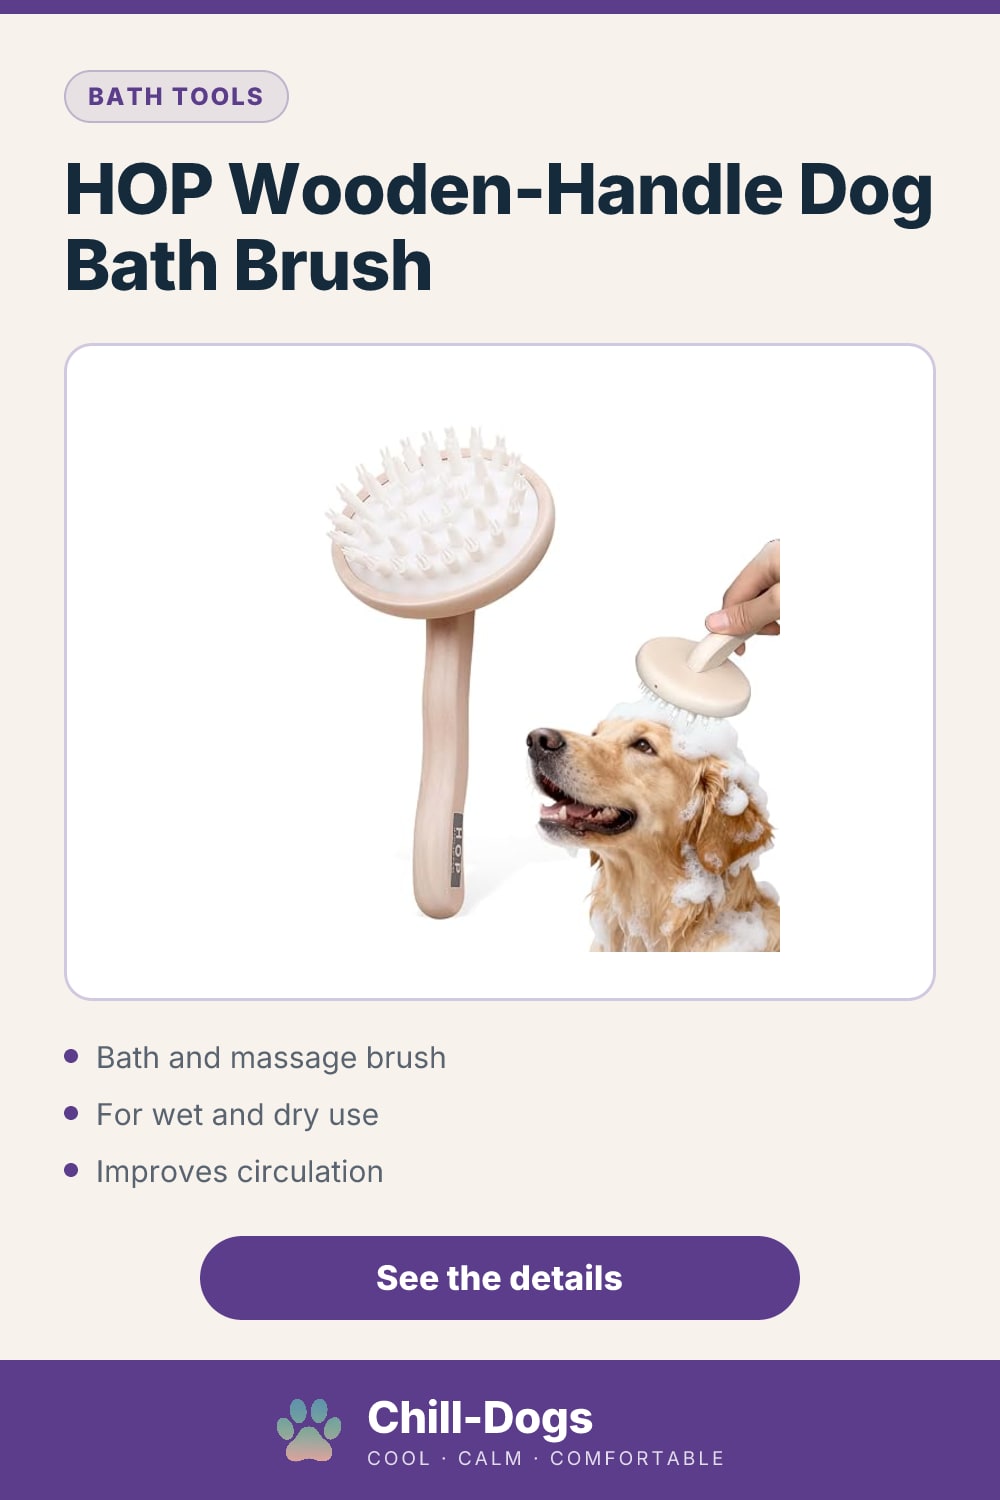 BATH TOOLS
HOP Wooden-Handle Dog
Bath Brush
HOP
Bath and massage brush
For wet and dry use
Improves circulation
See the details
Chill-Dogs
COOL · CALM · COMFORTABLE